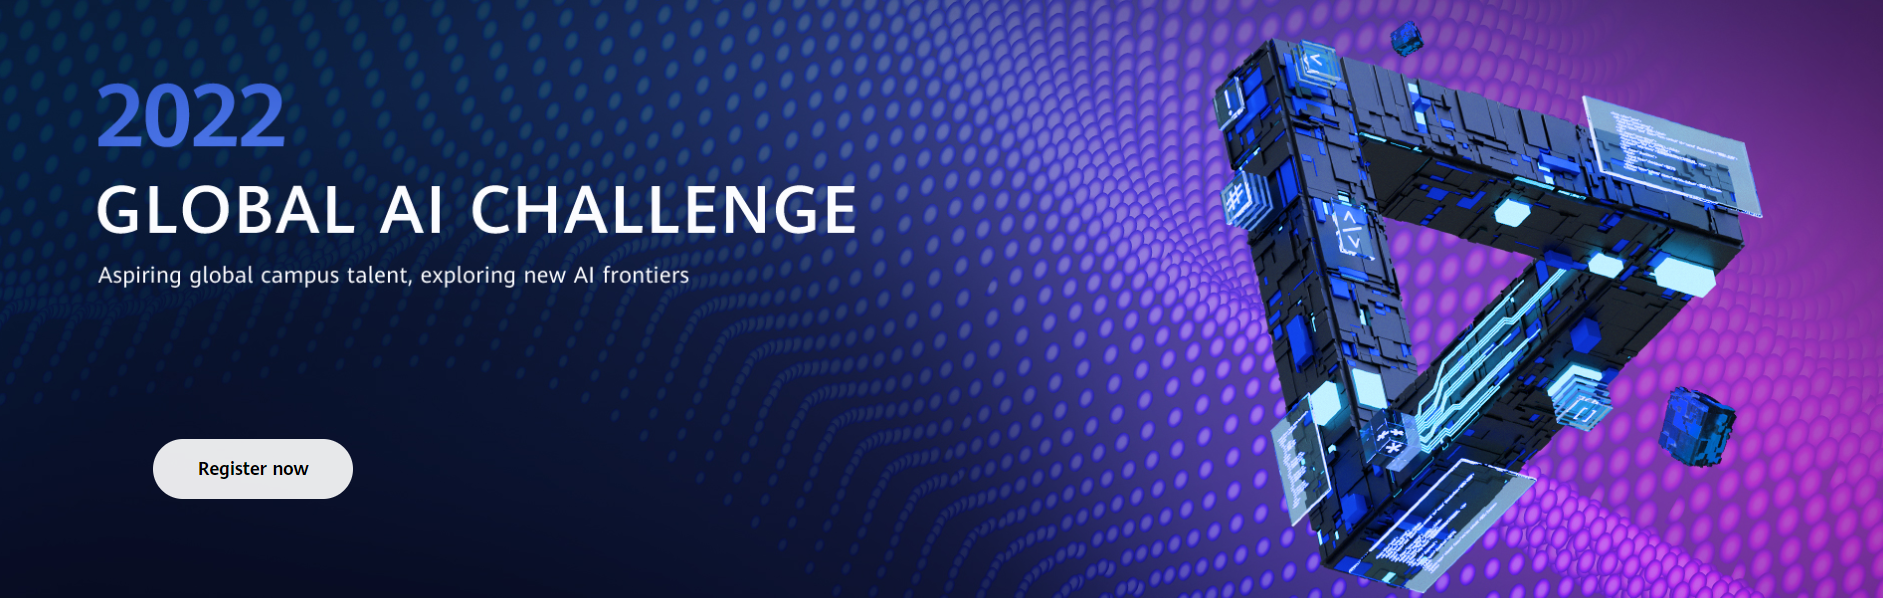 2022
GLOBAL AI CHALLENGE
Aspiring global campus talent, exploring new AI frontiers
Register now